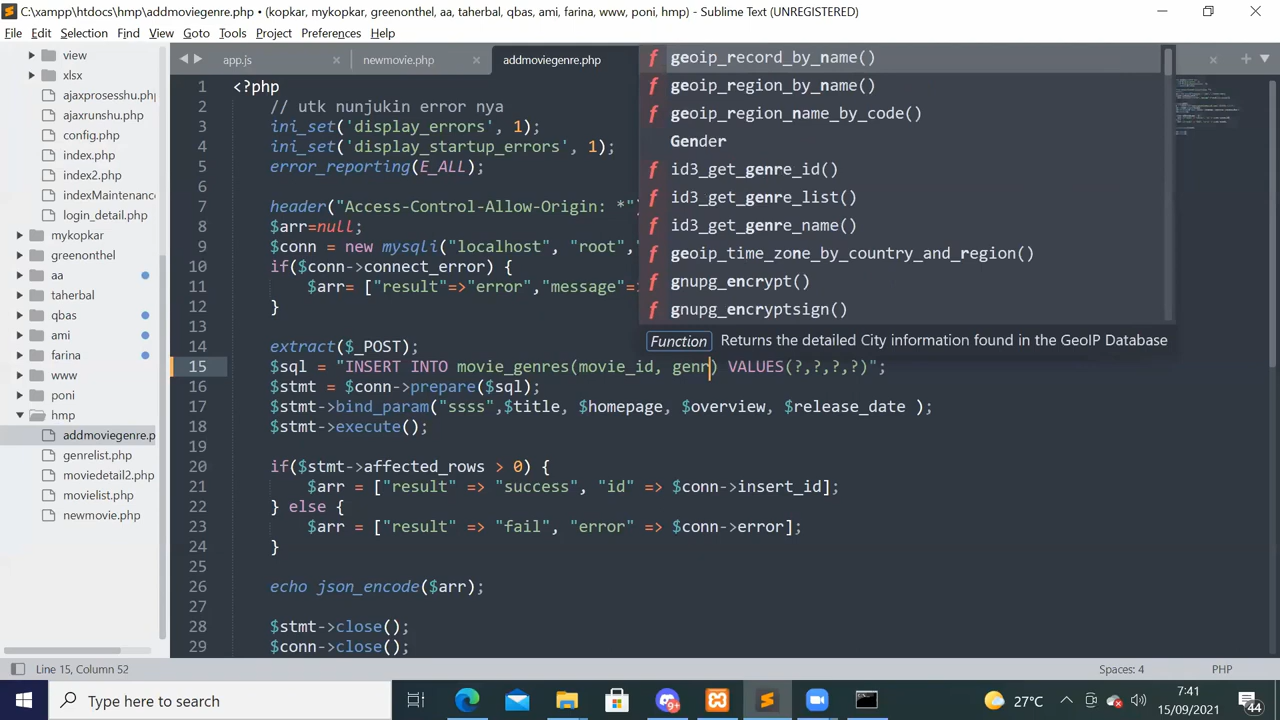 C:\xampp\htdocs\hmp\addmoviegenre.php • (kopkar, mykopkar, greenonthel, aa, taherbal, qbas, ami, farina, www, poni, hmp) - Sublime Text (UNREGISTERED)
File Edit Selection Find View Goto Tools Project Preferences Help
view
xlsx
ajaxprosesshu.php
ajaxrunshu.php
config.php
index.php
index2.php
indexMaintenanc
login_detail.php
mykopkar
greenonthel
aa
taherbal
qbas
ami
farina
www
poni
hmp
addmoviegenre.p
genrelist.php
moviedetail2.php
movielist.php
newmovie.php
app.js newmovie.php addmoviegenre.php
1 <?php
2 // utk nunjukin error nya
3 ini_set('display_errors', 1);
4 ini_set('display_startup_errors', 1);
5 error_reporting(E_ALL);
6
7 header("Access-Control-Allow-Origin: *")
8 $arr=null;
9 $conn = new mysqli("localhost", "root","
10 if($conn->connect_error) {
11 $arr= ["result"=>"error","message"=
12 }
13
14 extract($_POST);
15 $sql = "INSERT INTO movie_genres(movie_id, genr) VALUES(?,?,?,?)";
16 $stmt = $conn->prepare($sql);
17 $stmt->bind_param("ssss",$title, $homepage, $overview, $release_date );
18 $stmt->execute();
19
20 if($stmt->affected_rows > 0) {
21 $arr = ["result" => "success", "id" => $conn->insert_id];
22 } else {
23 $arr = ["result" => "fail", "error" => $conn->error];
24 }
25
26 echo json_encode($arr);
27
28 $stmt->close();
29 $conn->close();
f geoip_record_by_name()
f geoip_region_by_name()
f geoip_region_name_by_code()
Gender
f id3_get_genre_id()
f id3_get_genre_list()
f id3_get_genre_name()
f geoip_time_zone_by_country_and_region()
f gnupg_encrypt()
f gnupg_encryptsign()
Function Returns the detailed City information found in the GeoIP Database
Line 15, Column 52 Spaces: 4 PHP
Type here to search 27°C 7:41
15/09/2021 44